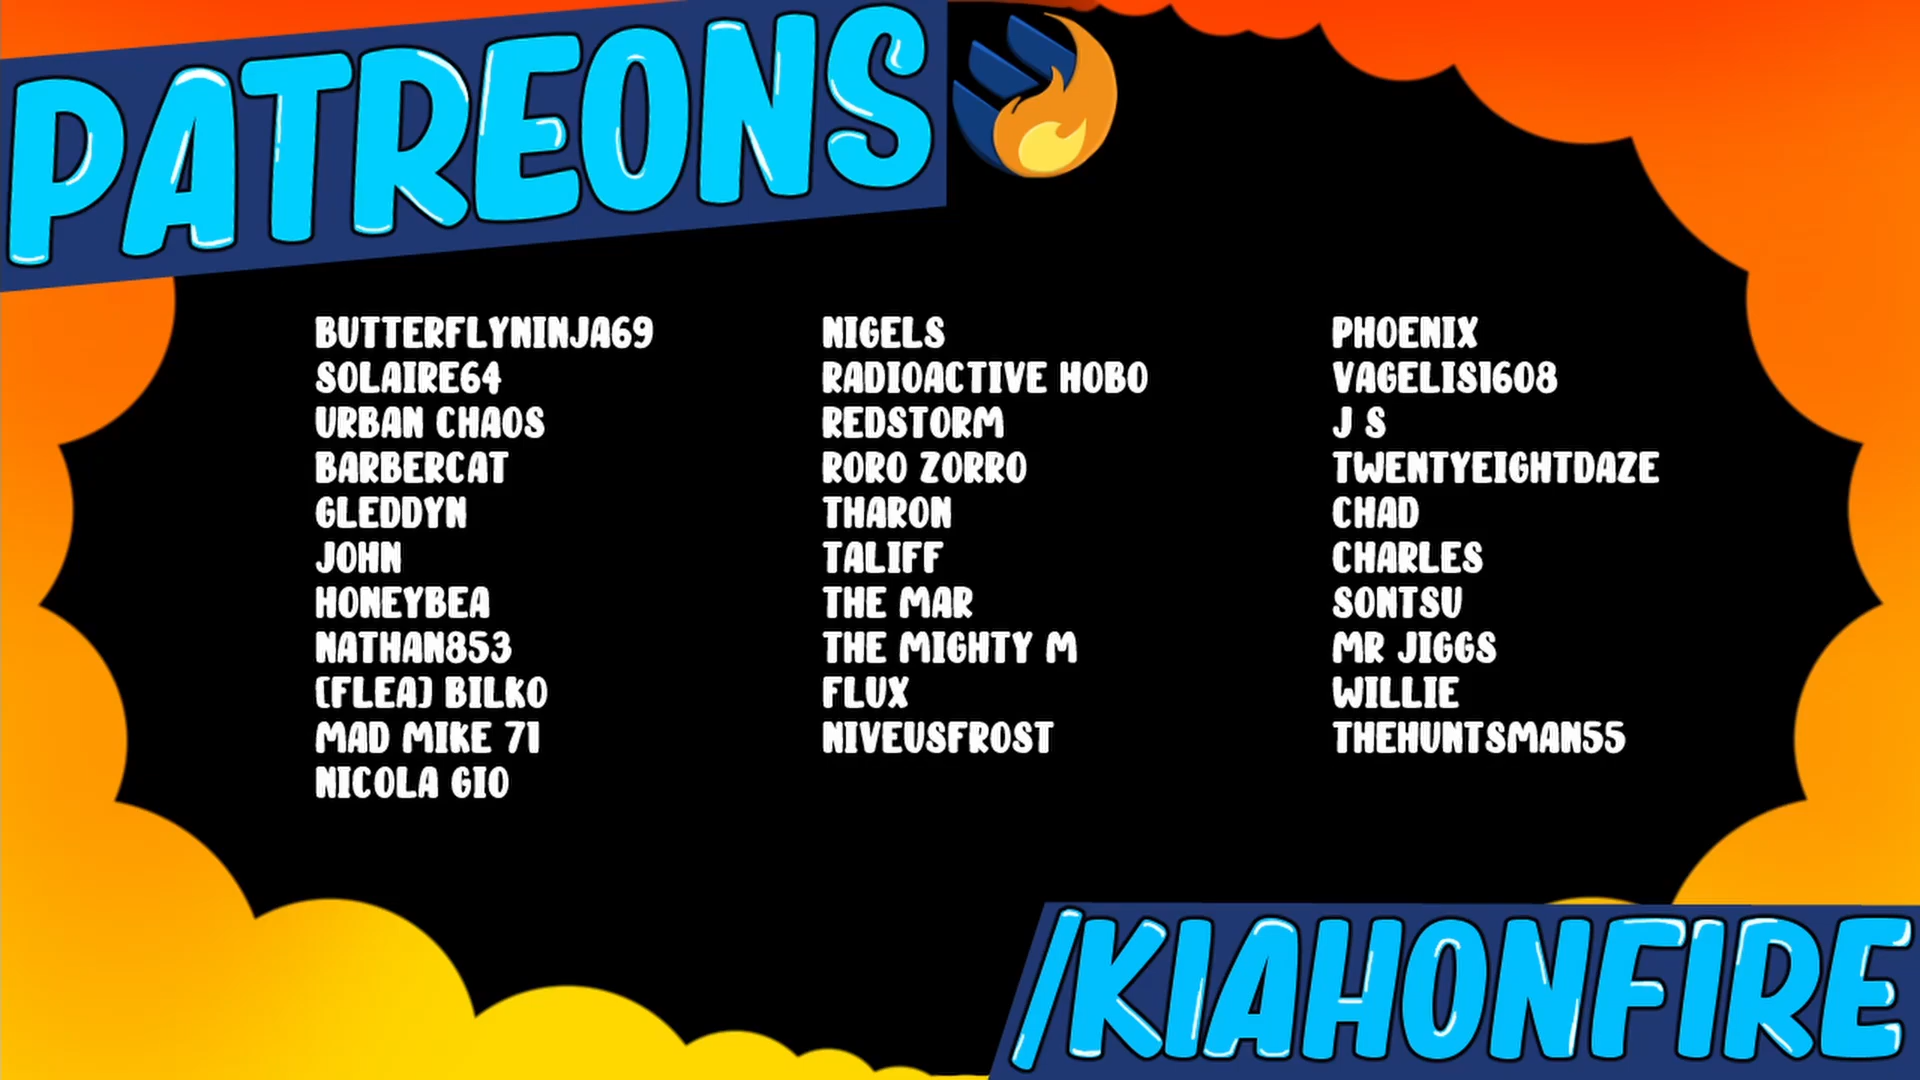 PATREONS
BUTTERFLYNINJA69
SOLAIRE64
URBAN CHAOS
BARBERCAT
GLEDDYN
JOHN
HONEYBEA
NATHAN853
[FLEA] BILKO
MAD MIKE 71
NICOLA GIO
NIGELS
RADIOACTIVE HOBO
REDSTORM
RORO ZORRO
THARON
TALIFF
THE MAR
THE MIGHTY M
FLUX
NIVEUSFROST
PHOENIX
VAGELIS1608
J S
TWENTYEIGHTDAZE
CHAD
CHARLES
SONTSU
MR JIGGS
WILLIE
THEHUNTSMAN55
/KIAHONFIRE